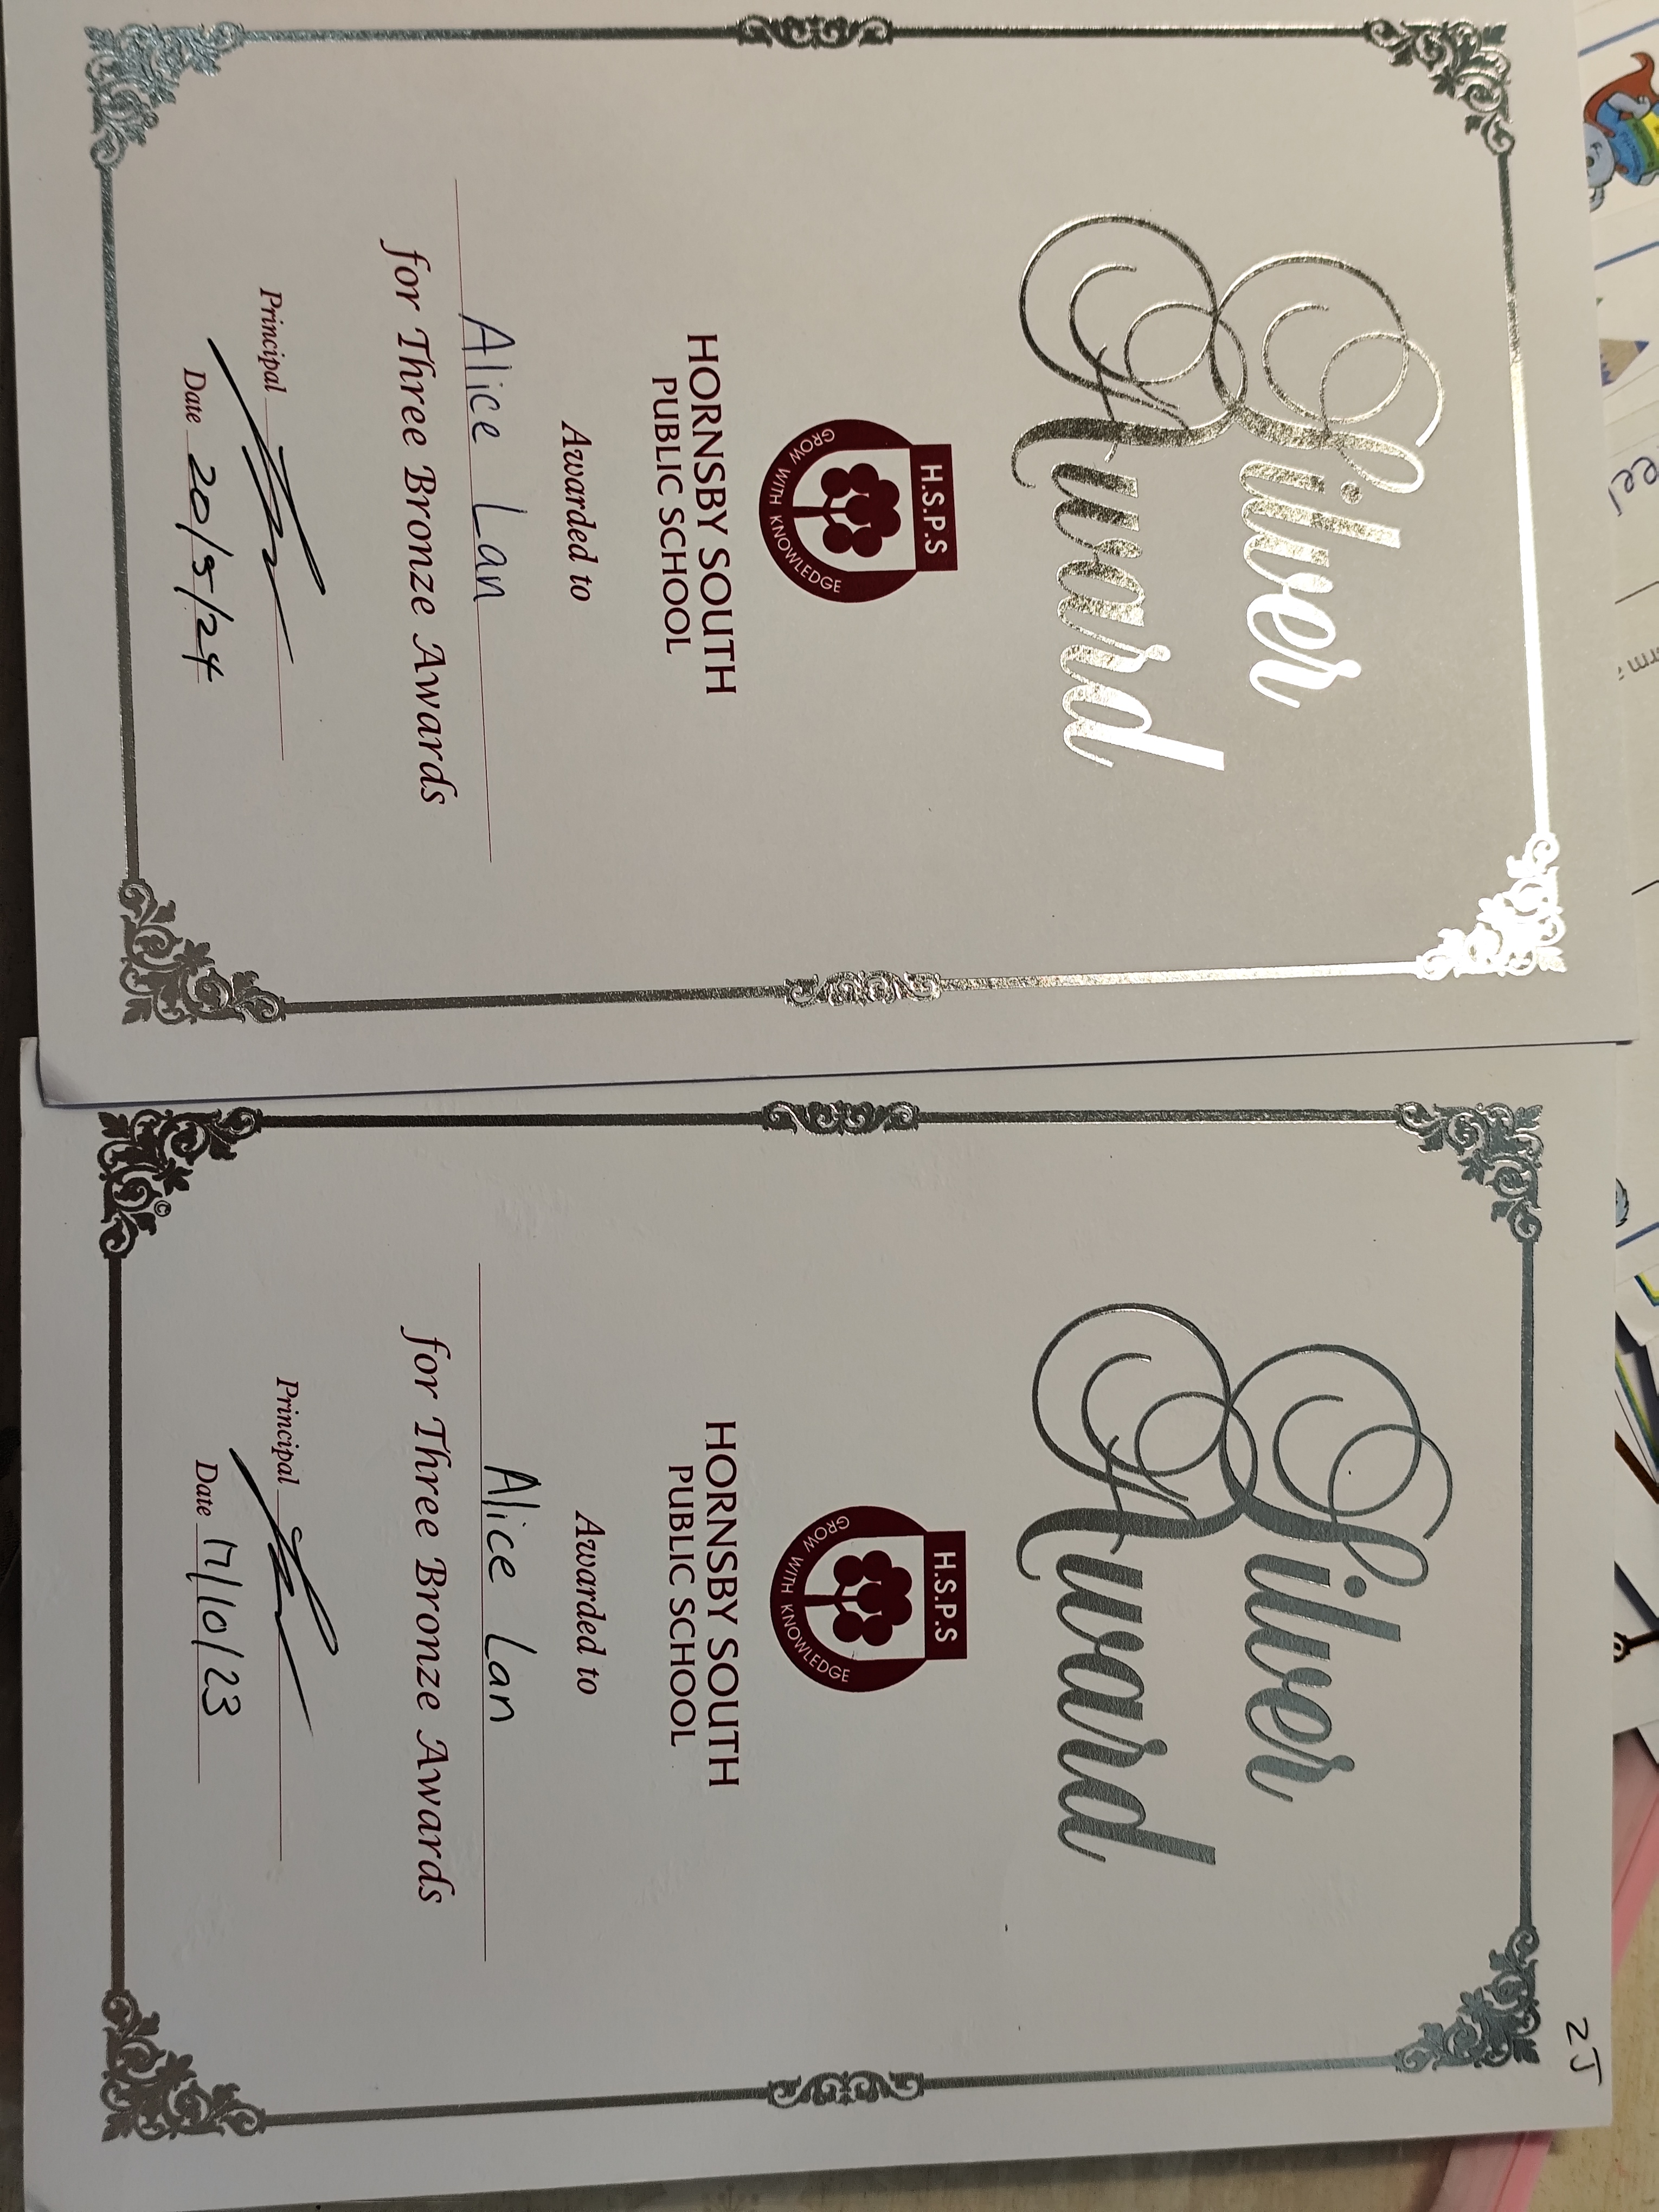 eel
Silver
Award
H.S.P.S
GROW WITH KNOWLEDGE
HORNSBY SOUTH
PUBLIC SCHOOL
Awarded to
Alice Lan
for Three Bronze Awards
Principal
Date 20/5/24
2J
Silver
Award
H.S.P.S
GROW WITH KNOWLEDGE
HORNSBY SOUTH
PUBLIC SCHOOL
Awarded to
Alice Lan
for Three Bronze Awards
Principal
Date 17/10/23
©